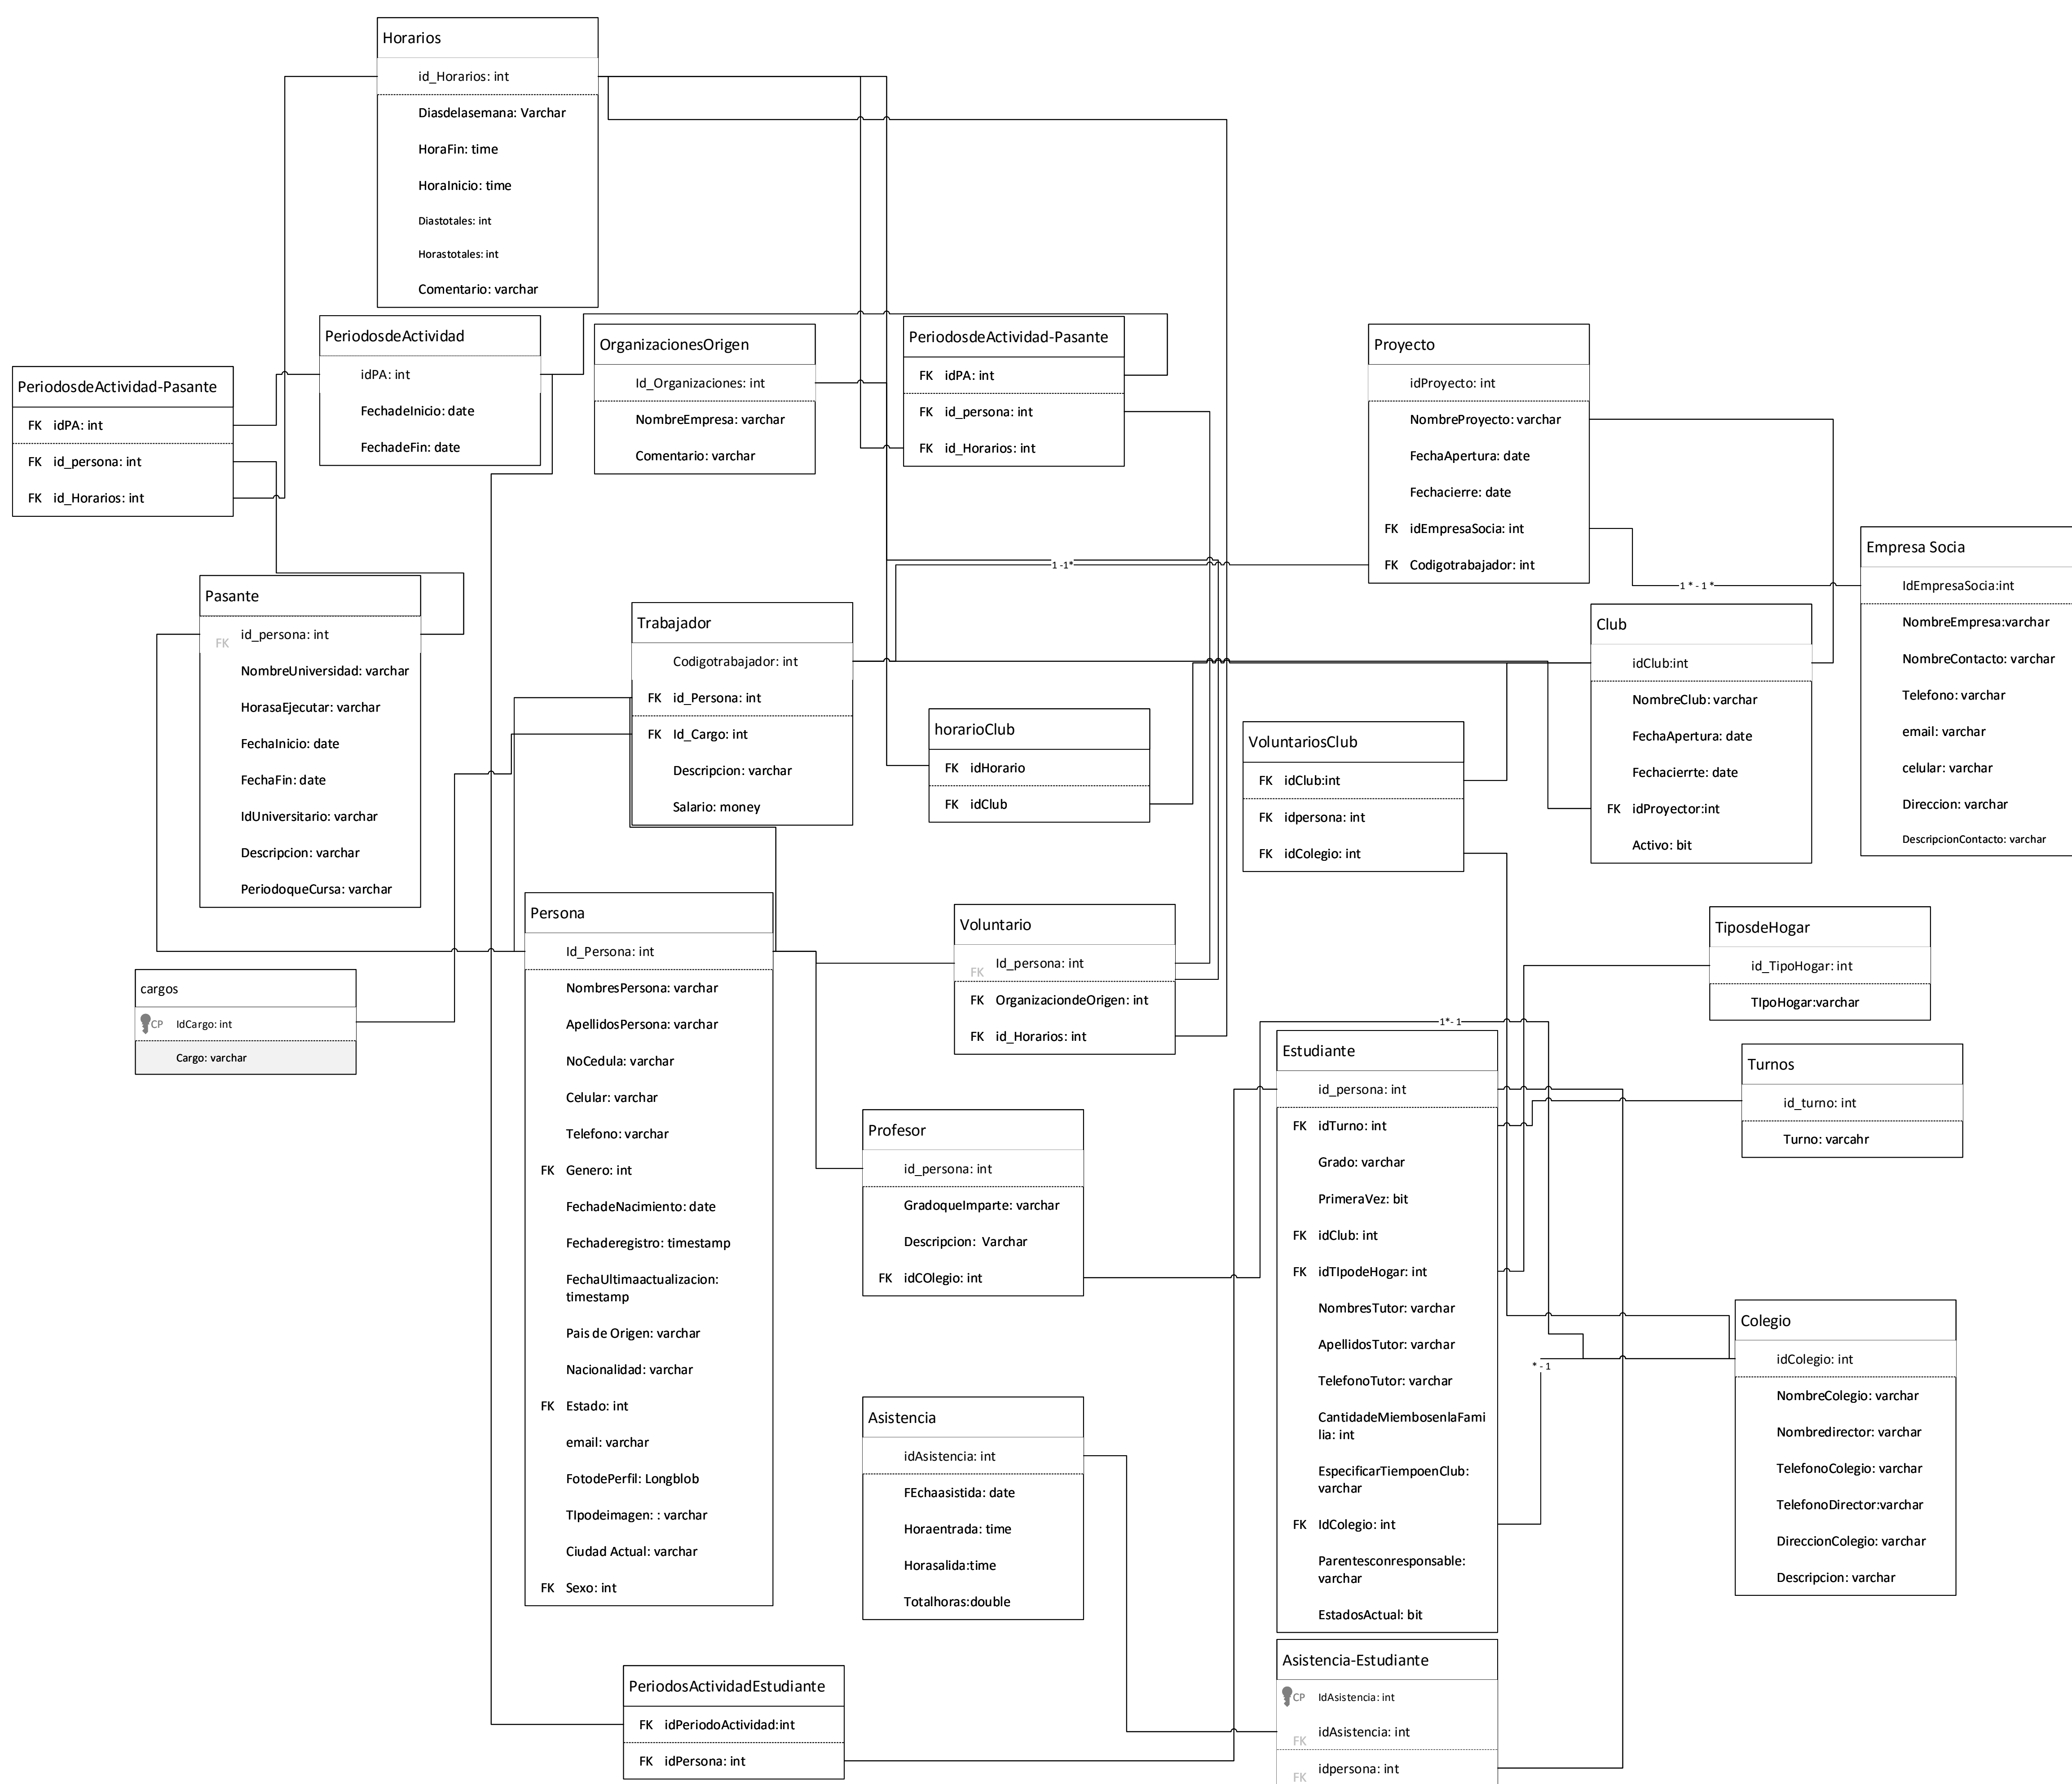 Horarios
id_Horarios: int
Diasdelasemana: Varchar
HoraFin: time
HoraInicio: time
Diastotales: int
Horastotales: int
Comentario: varchar
PeriodosdeActividad
idPA: int
FechadeInicio: date
FechadeFin: date
OrganizacionesOrigen
Id_Organizaciones: int
NombreEmpresa: varchar
Comentario: varchar
PeriodosdeActividad-Pasante
FK idPA: int
FK id_persona: int
FK id_Horarios: int
Proyecto
idProyecto: int
NombreProyecto: varchar
FechaApertura: date
Fechacierre: date
FK idEmpresaSocia: int
FK Codigotrabajador: int
PeriodosdeActividad-Pasante
FK idPA: int
FK id_persona: int
FK id_Horarios: int
1 -1*
1 * - 1 *
Empresa Socia
IdEmpresaSocia:int
NombreEmpresa:varchar
NombreContacto: varchar
Telefono: varchar
email: varchar
celular: varchar
Direccion: varchar
DescripcionContacto: varchar
Pasante
FK id_persona: int
NombreUniversidad: varchar
HorasaEjecutar: varchar
FechaInicio: date
FechaFin: date
IdUniversitario: varchar
Descripcion: varchar
PeriodoqueCursa: varchar
Trabajador
Codigotrabajador: int
FK id_Persona: int
FK Id_Cargo: int
Descripcion: varchar
Salario: money
Club
idClub:int
NombreClub: varchar
FechaApertura: date
Fechacierrte: date
FK idProyector:int
Activo: bit
horarioClub
FK idHorario
FK idClub
VoluntariosClub
FK idClub:int
FK idpersona: int
FK idColegio: int
Persona
Id_Persona: int
NombresPersona: varchar
ApellidosPersona: varchar
NoCedula: varchar
Celular: varchar
Telefono: varchar
FK Genero: int
FechadeNacimiento: date
Fechaderegistro: timestamp
FechaUltimaactualizacion:
timestamp
Pais de Origen: varchar
Nacionalidad: varchar
FK Estado: int
email: varchar
FotodePerfil: Longblob
TIpodeimagen: : varchar
Ciudad Actual: varchar
FK Sexo: int
Voluntario
FK Id_persona: int
FK OrganizaciondeOrigen: int
FK id_Horarios: int
TiposdeHogar
id_TipoHogar: int
TIpoHogar:varchar
cargos
CP IdCargo: int
Cargo: varchar
1*- 1
Estudiante
id_persona: int
FK idTurno: int
Grado: varchar
PrimeraVez: bit
FK idClub: int
FK idTIpodeHogar: int
NombresTutor: varchar
ApellidosTutor: varchar
TelefonoTutor: varchar
CantidadeMiembosenlaFami
lia: int
EspecificarTiempoenClub:
varchar
FK IdColegio: int
Parentesconresponsable:
varchar
EstadosActual: bit
Turnos
id_turno: int
Turno: varcahr
Profesor
id_persona: int
GradoqueImparte: varchar
Descripcion: Varchar
FK idCOlegio: int
* - 1
Colegio
idColegio: int
NombreColegio: varchar
Nombredirector: varchar
TelefonoColegio: varchar
TelefonoDirector:varchar
DireccionColegio: varchar
Descripcion: varchar
Asistencia
idAsistencia: int
FEchaasistida: date
Horaentrada: time
Horasalida:time
Totalhoras:double
Asistencia-Estudiante
CP IdAsistencia: int
FK idAsistencia: int
FK idpersona: int
PeriodosActividadEstudiante
FK idPeriodoActividad:int
FK idPersona: int